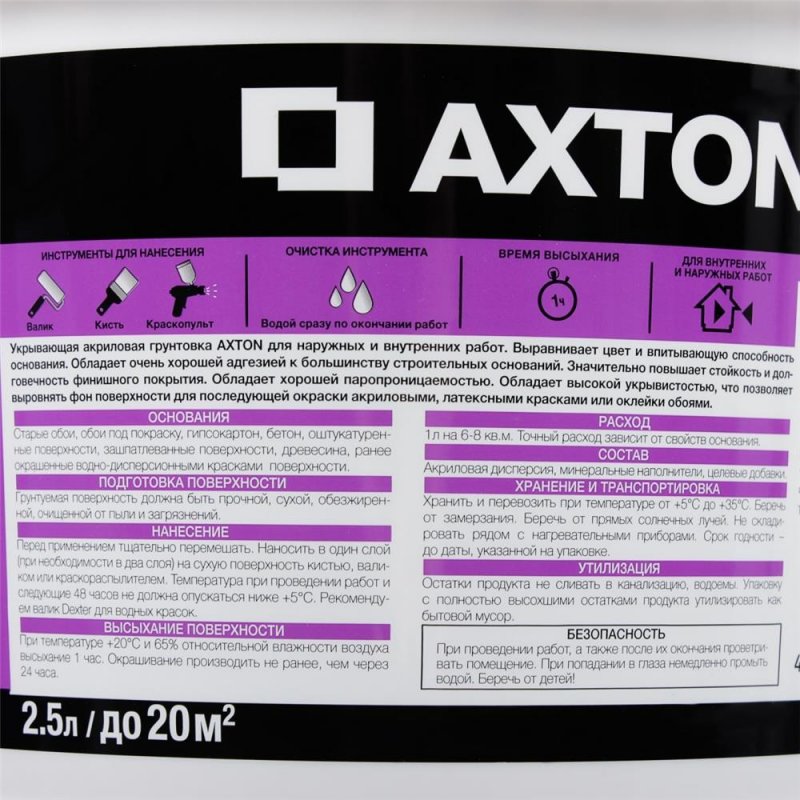 AXTON
ИНСТРУМЕНТЫ ДЛЯ НАНЕСЕНИЯ
Валик
Кисть
Краскопульт
ОЧИСТКА ИНСТРУМЕНТА
Водой сразу по окончании работ
ВРЕМЯ ВЫСЫХАНИЯ
1ч
ДЛЯ ВНУТРЕННИХ
И НАРУЖНЫХ РАБОТ
Укрывающая акриловая грунтовка AXTON для наружных и внутренних работ. Выравнивает цвет и впитывающую способность
основания. Обладает очень хорошей адгезией к большинству строительных оснований. Значительно повышает стойкость и дол-
говечность финишного покрытия. Обладает хорошей паропроницаемостью. Обладает высокой укрывистостью, что позволяет
выровнять фон поверхности для последующей окраски акриловыми, латексными красками или оклейки обоями.
ОСНОВАНИЯ
Старые обои, обои под покраску, гипсокартон, бетон, оштукатурен-
ные поверхности, зашпатлеванные поверхности, древесина, ранее
окрашенные водно-дисперсионными красками поверхности.
ПОДГОТОВКА ПОВЕРХНОСТИ
Грунтуемая поверхность должна быть прочной, сухой, обезжирен-
ной, очищенной от пыли и загрязнений.
НАНЕСЕНИЕ
Перед применением тщательно перемешать. Наносить в один слой
(при необходимости в два слоя) на сухую поверхность кистью, вали-
ком или краскораспылителем. Температура при проведении работ и
следующие 48 часов не должна опускаться ниже +5°С. Рекоменду-
ем валик Dexter для водных красок.
ВЫСЫХАНИЕ ПОВЕРХНОСТИ
При температуре +20°С и 65% относительной влажности воздуха
высыхание 1 час. Окрашивание производить не ранее, чем через
24 часа.
РАСХОД
1л на 6-8 кв.м. Точный расход зависит от свойств основания.
СОСТАВ
Акриловая дисперсия, минеральные наполнители, целевые добавки.
ХРАНЕНИЕ И ТРАНСПОРТИРОВКА
Хранить и перевозить при температуре от +5°С до +35°С. Беречь
от замерзания. Беречь от прямых солнечных лучей. Не склади-
ровать рядом с нагревательными приборами. Срок годности –
до даты, указанной на упаковке.
УТИЛИЗАЦИЯ
Остатки продукта не сливать в канализацию, водоемы. Упаковку
с полностью высохшими остатками продукта утилизировать как
бытовой мусор.
БЕЗОПАСНОСТЬ
При проведении работ, а также после их окончания проветри-
вать помещение. При попадании в глаза немедленно промыть
водой. Беречь от детей!
2.5л / до 20 м²